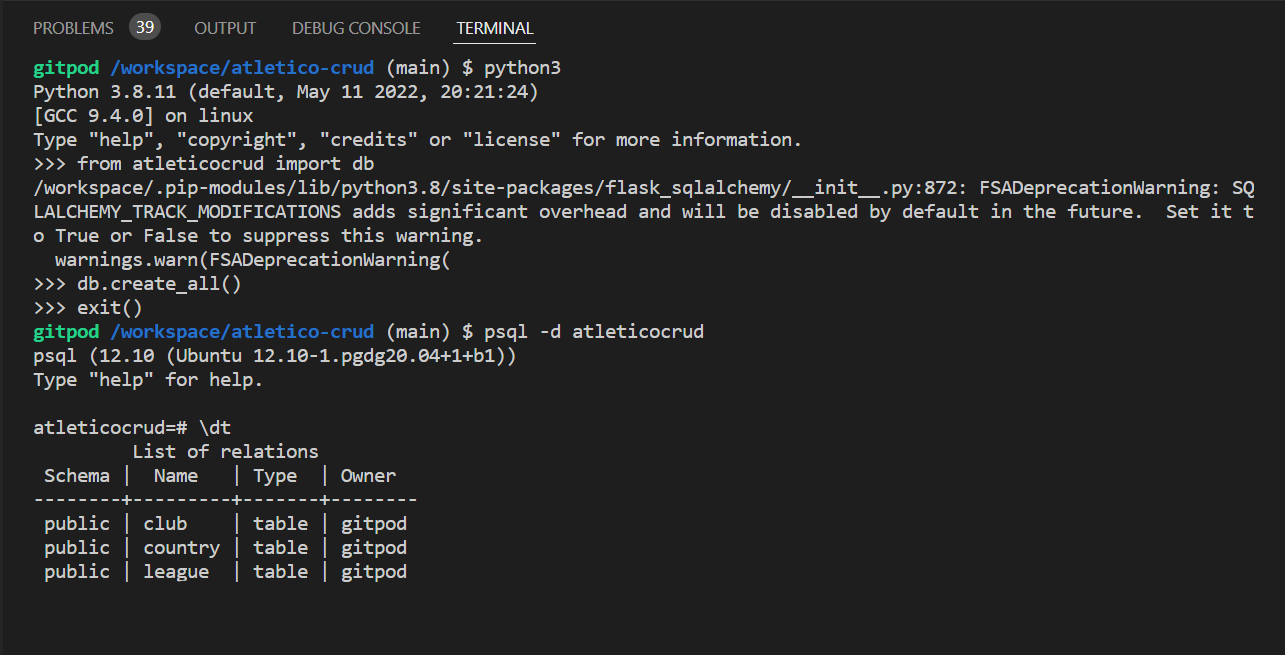 PROBLEMS 39 OUTPUT DEBUG CONSOLE TERMINAL
gitpod /workspace/atletico-crud (main) $ python3
Python 3.8.11 (default, May 11 2022, 20:21:24)
[GCC 9.4.0] on linux
Type "help", "copyright", "credits" or "license" for more information.
>>> from atleticocrud import db
/workspace/.pip-modules/lib/python3.8/site-packages/flask_sqlalchemy/__init__.py:872: FSADeprecationWarning: SQ
LALCHEMY_TRACK_MODIFICATIONS adds significant overhead and will be disabled by default in the future.  Set it t
o True or False to suppress this warning.
  warnings.warn(FSADeprecationWarning(
>>> db.create_all()
>>> exit()
gitpod /workspace/atletico-crud (main) $ psql -d atleticocrud
psql (12.10 (Ubuntu 12.10-1.pgdg20.04+1+b1))
Type "help" for help.

atleticocrud=# \dt
         List of relations
 Schema |  Name   | Type  | Owner
--------+---------+-------+--------
 public | club    | table | gitpod
 public | country | table | gitpod
 public | league  | table | gitpod